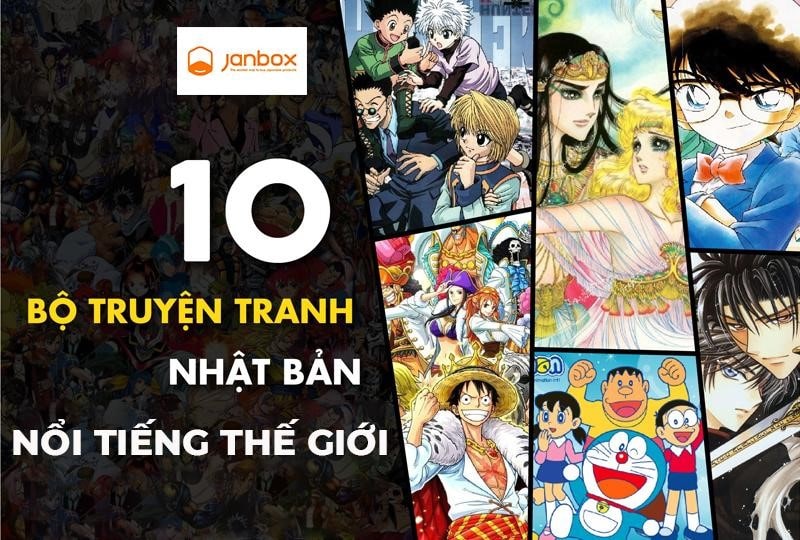 janbox
10
BỘ TRUYỆN TRANH
NHẬT BẢN
NỔI TIẾNG THẾ GIỚI